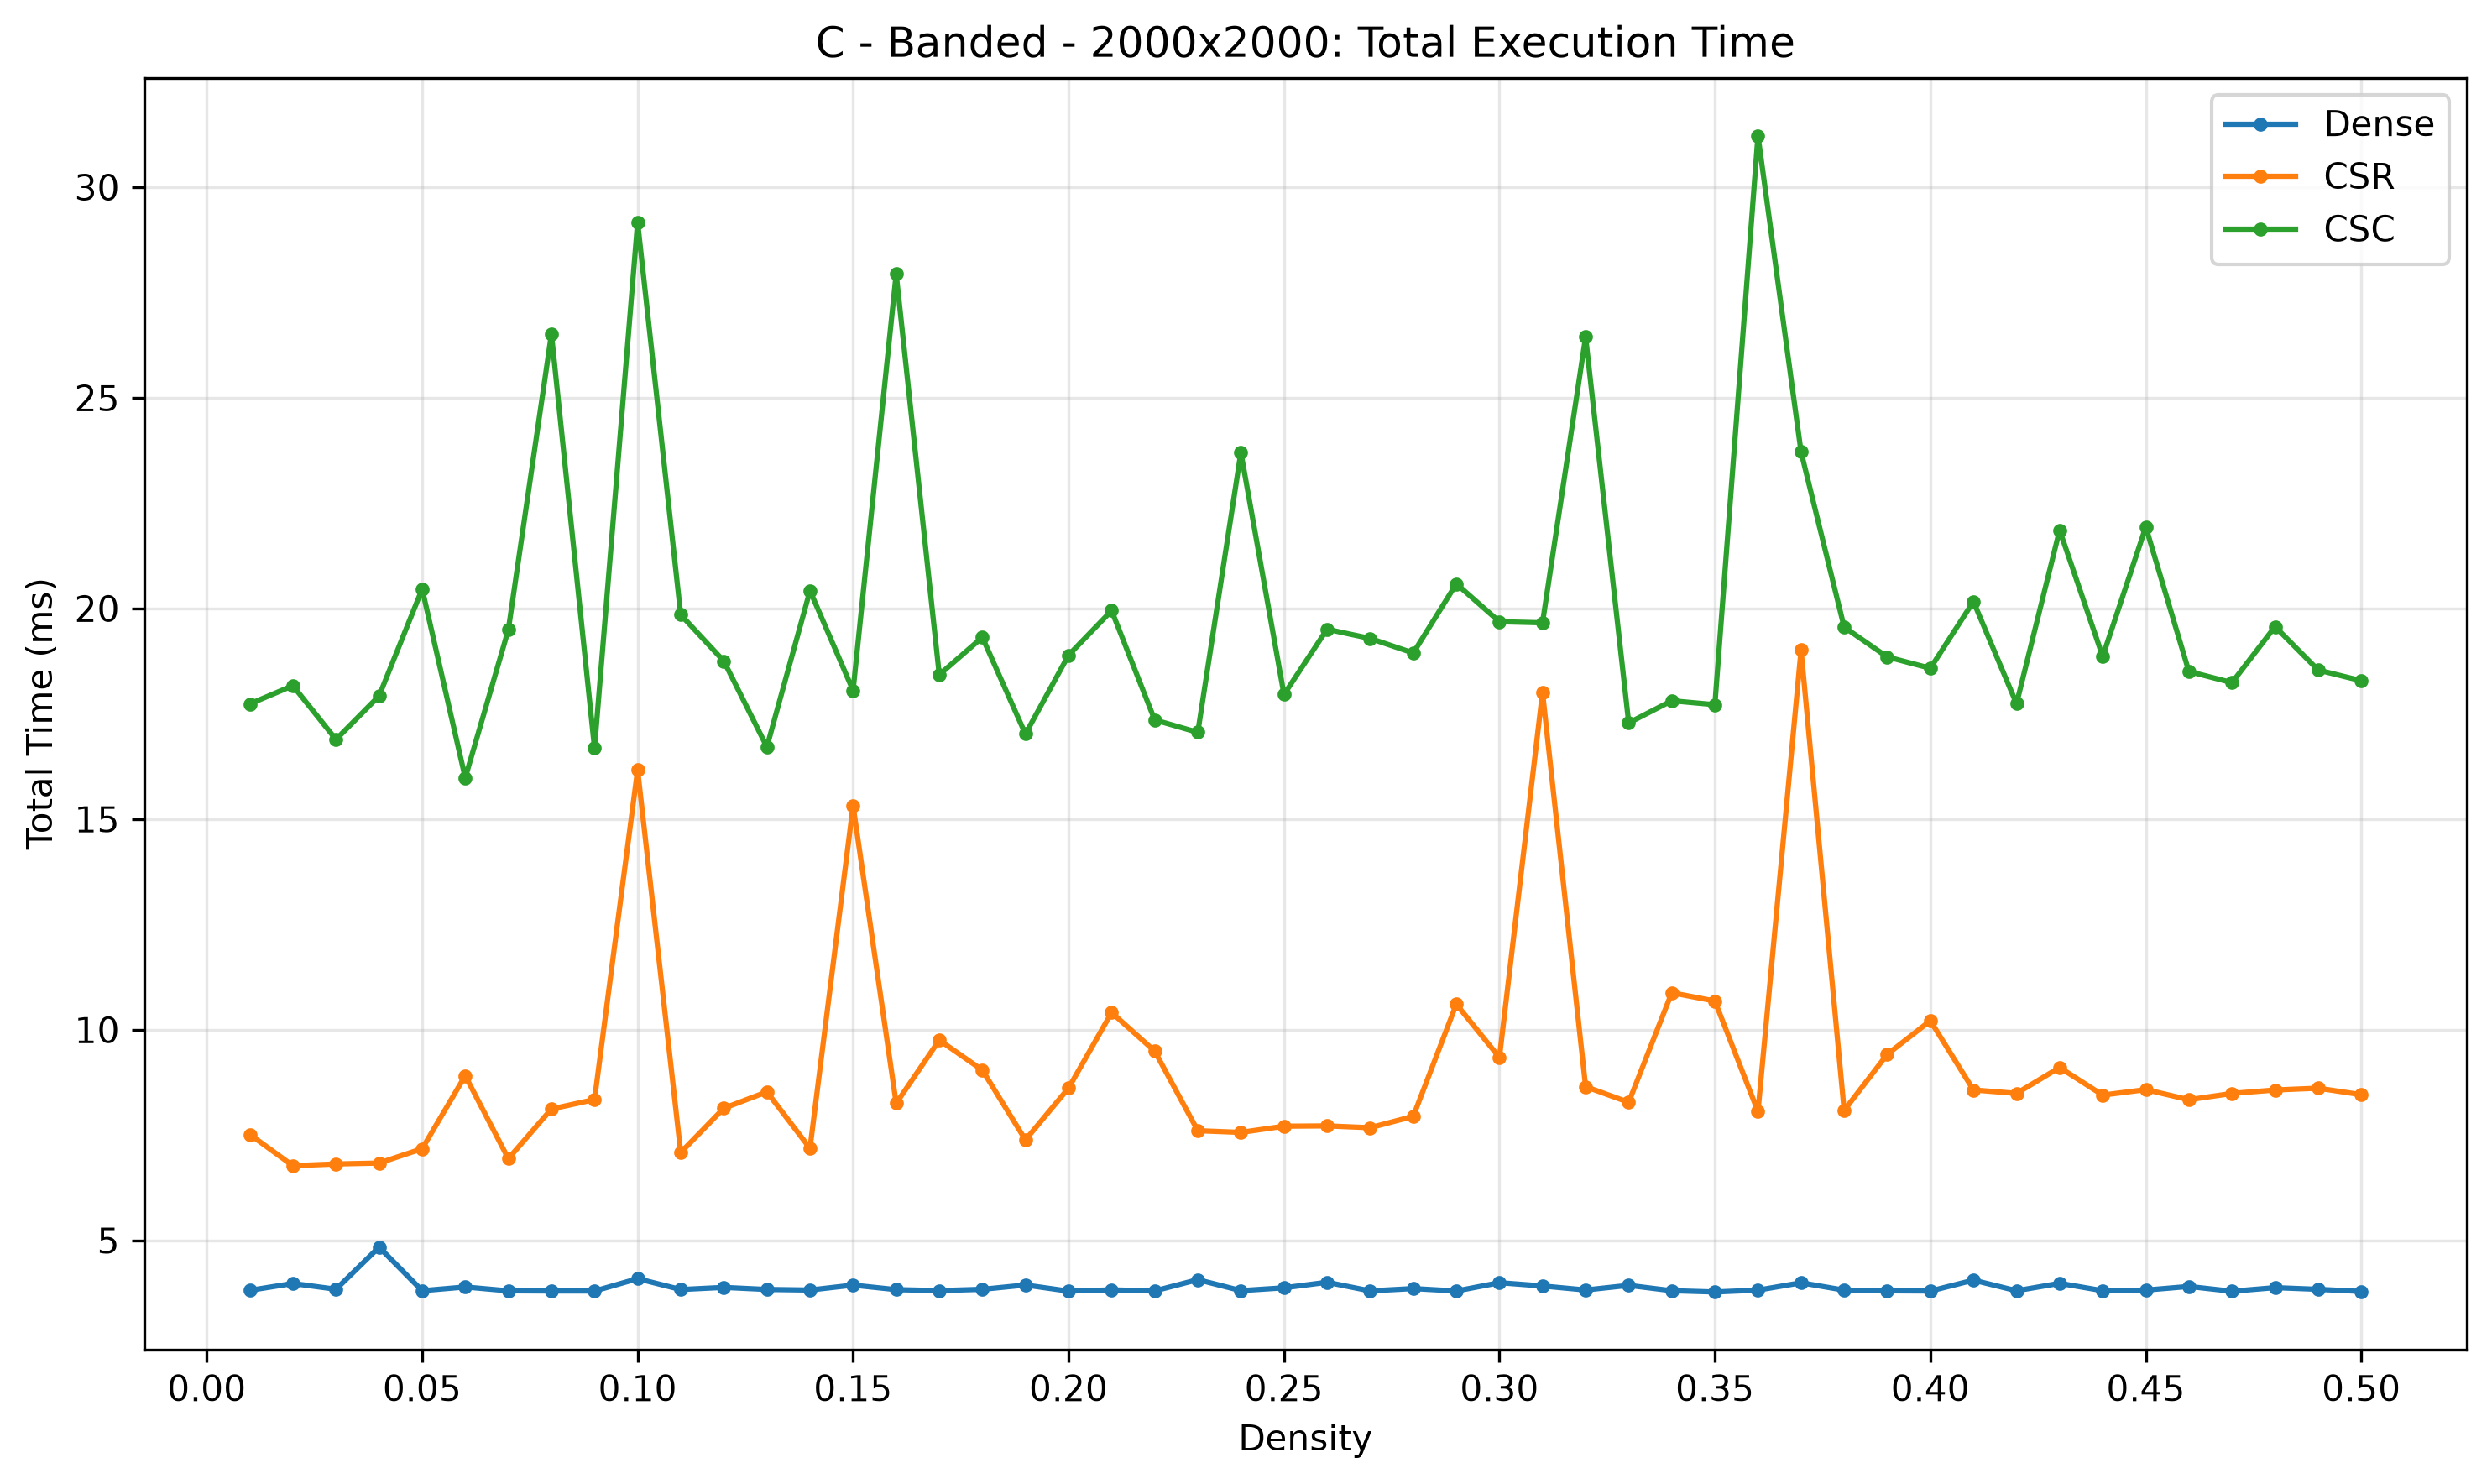 C - Banded - 2000x2000: Total Execution Time
Dense
CSR
CSC
Total Time (ms)
30
25
20
15
10
5
0.00 0.05 0.10 0.15 0.20 0.25 0.30 0.35 0.40 0.45 0.50
Density